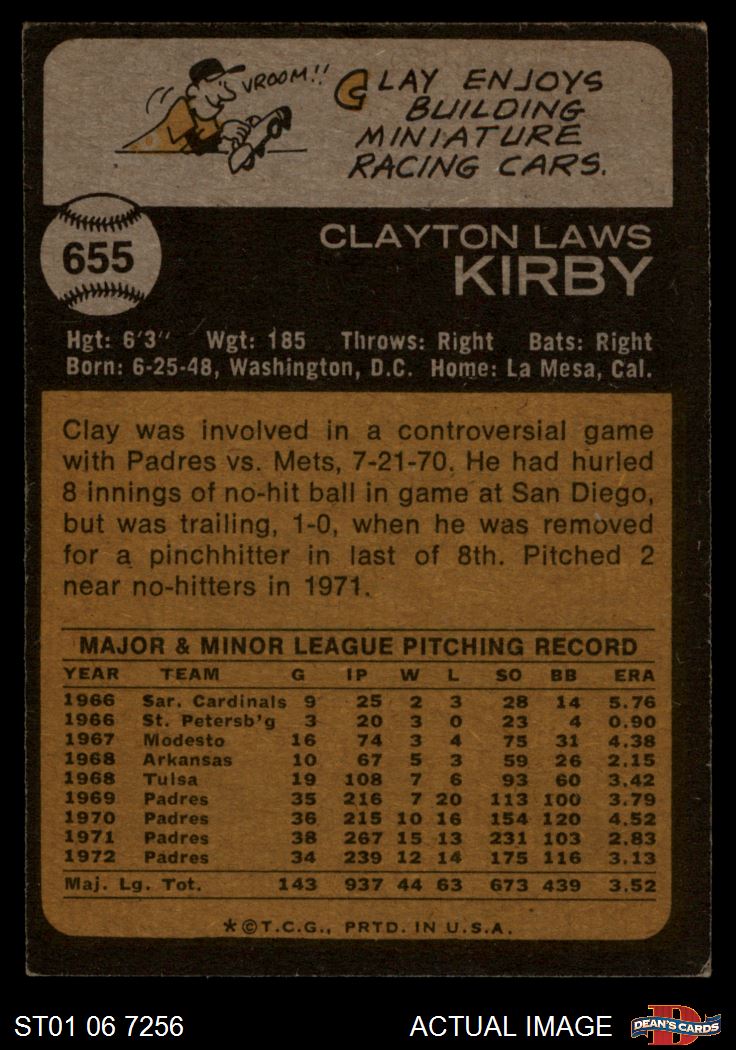 VROOM!!
CLAY ENJOYS
BUILDING
MINIATURE
RACING CARS.
655
CLAYTON LAWS
KIRBY
Hgt: 6'3" Wgt: 185 Throws: Right Bats: Right
Born: 6-25-48, Washington, D.C. Home: La Mesa, Cal.
Clay was involved in a controversial game
with Padres vs. Mets, 7-21-70. He had hurled
8 innings of no-hit ball in game at San Diego,
but was trailing, 1-0, when he was removed
for a pinchhitter in last of 8th. Pitched 2
near no-hitters in 1971.
MAJOR & MINOR LEAGUE PITCHING RECORD
YEAR TEAM G IP W L SO BB ERA
1966 Sar. Cardinals 9 25 2 3 28 14 5.76
1966 St. Petersb'g 3 20 3 0 23 4 0.90
1967 Modesto 16 74 3 4 75 31 4.38
1968 Arkansas 10 67 5 3 59 26 2.15
1968 Tulsa 19 108 7 6 93 60 3.42
1969 Padres 35 216 7 20 113 100 3.79
1970 Padres 36 215 10 16 154 120 4.52
1971 Padres 38 267 15 13 231 103 2.83
1972 Padres 34 239 12 14 175 116 3.13
Maj. Lg. Tot. 143 937 44 63 673 439 3.52
*©T.C.G., PRTD. IN U.S.A.
ST01 06 7256 ACTUAL IMAGE D DEAN'S CARDS